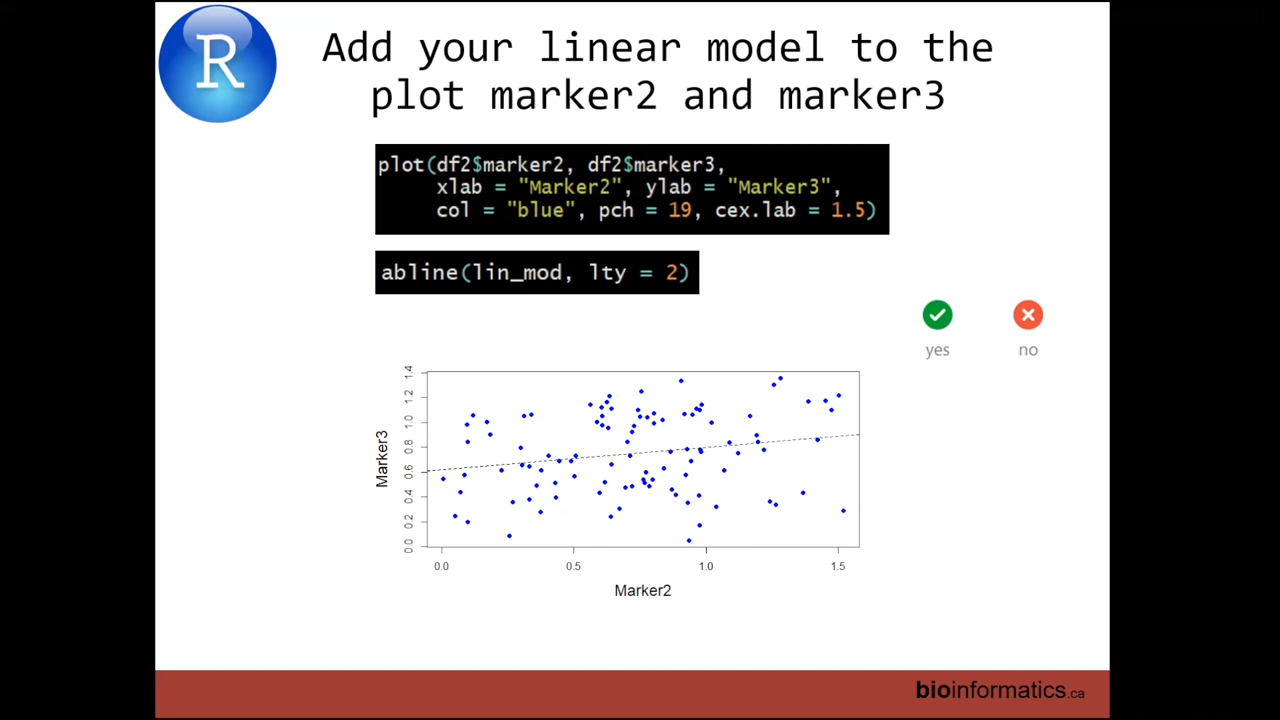 R
Add your linear model to the
plot marker2 and marker3
plot(df2$marker2, df2$marker3,
xlab = "Marker2", ylab = "Marker3",
col = "blue", pch = 19, cex.lab = 1.5)
abline(lin_mod, lty = 2)
yes no
Marker3
1.4
1.2
1.0
0.8
0.6
0.4
0.2
0.0
0.0 0.5 1.0 1.5
Marker2
bioinformatics.ca